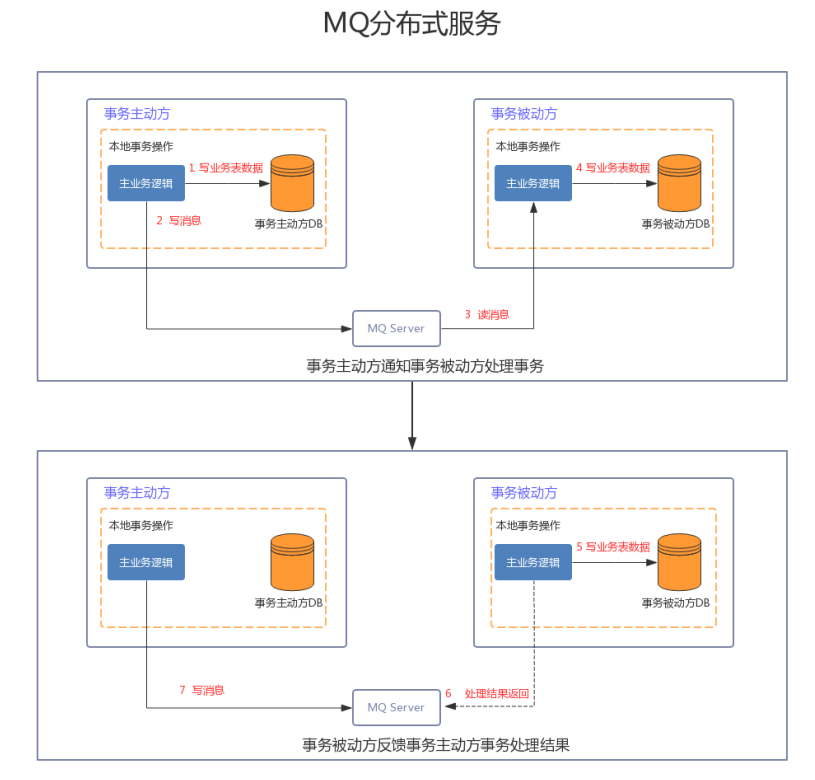 MQ分布式服务
事务主动方
本地事务操作
主业务逻辑
1 写业务表数据
2 写消息
事务主动方DB
事务被动方
本地事务操作
主业务逻辑
4 写业务表数据
事务被动方DB
MQ Server
3 读消息
事务主动方通知事务被动方处理事务
事务主动方
本地事务操作
主业务逻辑
事务主动方DB
事务被动方
本地事务操作
主业务逻辑
5 写业务表数据
事务被动方DB
7 写消息
MQ Server
6 处理结果返回
事务被动方反馈事务主动方事务处理结果